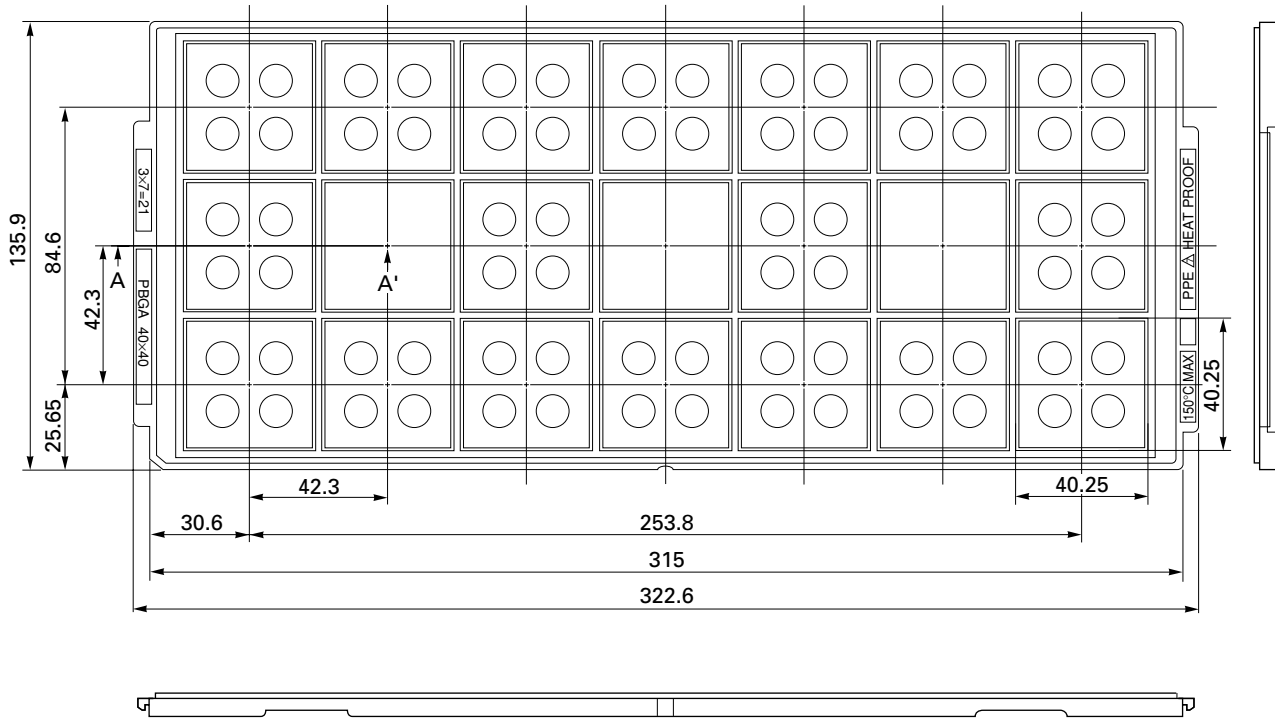 135.9
84.6
42.3
25.65
3×7=21
PBGA 40×40
A
A'
PPE ⚠ HEAT PROOF
150°C MAX
40.25
42.3
40.25
30.6
253.8
315
322.6